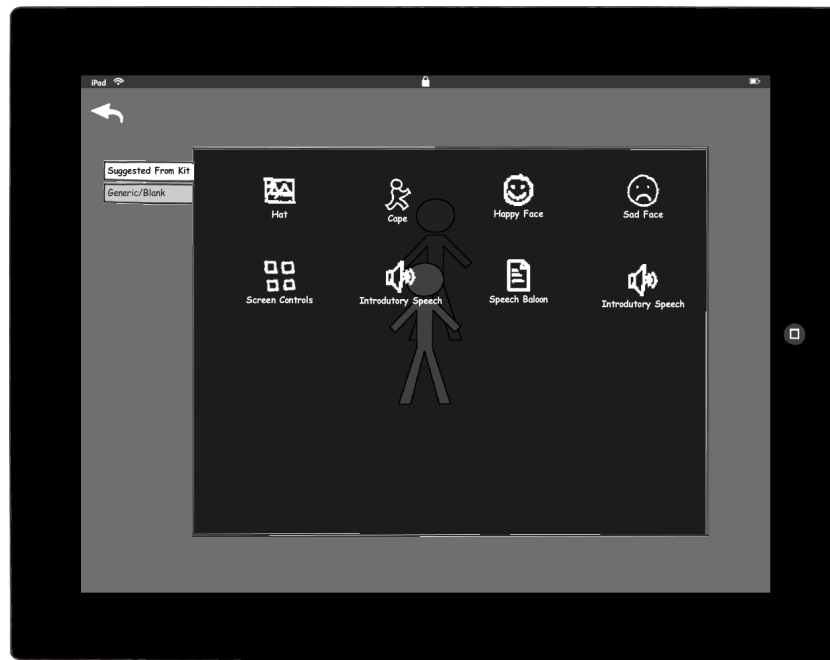 iPad
Suggested From Kit
Generic/Blank
Hat
Cape
Happy Face
Sad Face
Screen Controls
Introdutory Speech
Speech Baloon
Introdutory Speech